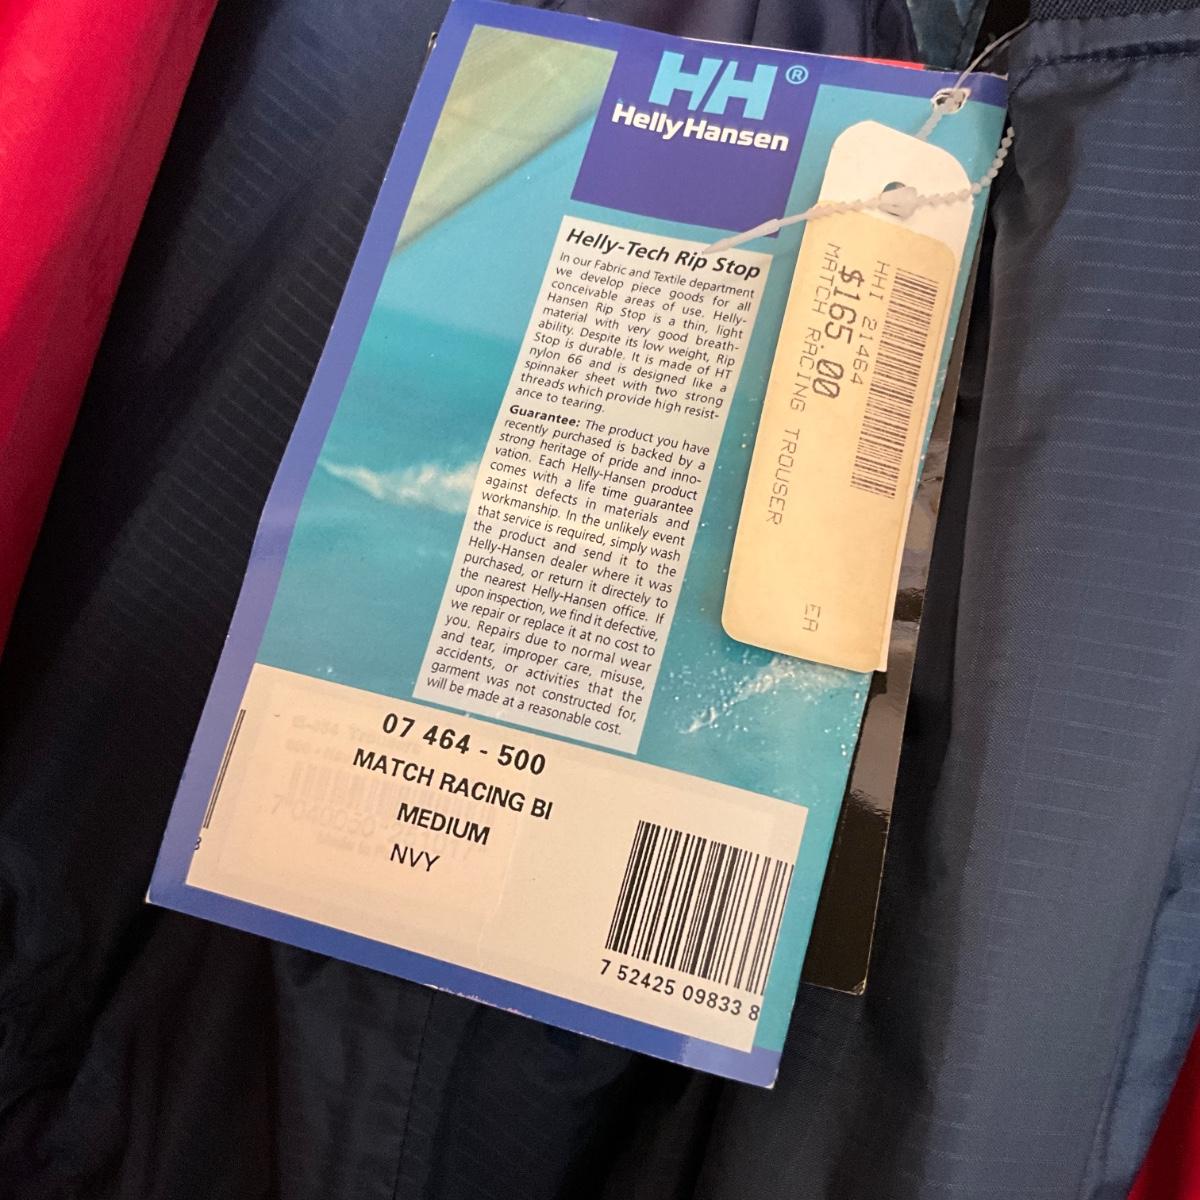 HH®
Helly Hansen
Helly-Tech Rip Stop
In our Fabric and Textile department
we develop piece goods for all
conceivable areas of use. Helly-
Hansen Rip Stop is a thin, light
material with very good breath-
ability. Despite its low weight, Rip
Stop is durable. It is made of HT
nylon 66 and is designed like a
spinnaker sheet with two strong
threads which provide high resist-
ance to tearing.
Guarantee: The product you have
recently purchased is backed by a
strong heritage of pride and inno-
vation. Each Helly-Hansen product
comes with a life time guarantee
against defects in materials and
workmanship. In the unlikely event
that service is required, simply wash
the product and send it to the
Helly-Hansen dealer where it was
purchased, or return it directely to
the nearest Helly-Hansen office. If
upon inspection, we find it defective,
we repair or replace it at no cost to
you. Repairs due to normal wear
and tear, improper care, misuse,
accidents, or activities that the
garment was not constructed for,
will be made at a reasonable cost.
HHI 21464
$165.00
MATCH RACING TROUSER
EA
07 464 - 500
MATCH RACING BI
MEDIUM
NVY
7 52425 09833 8
8